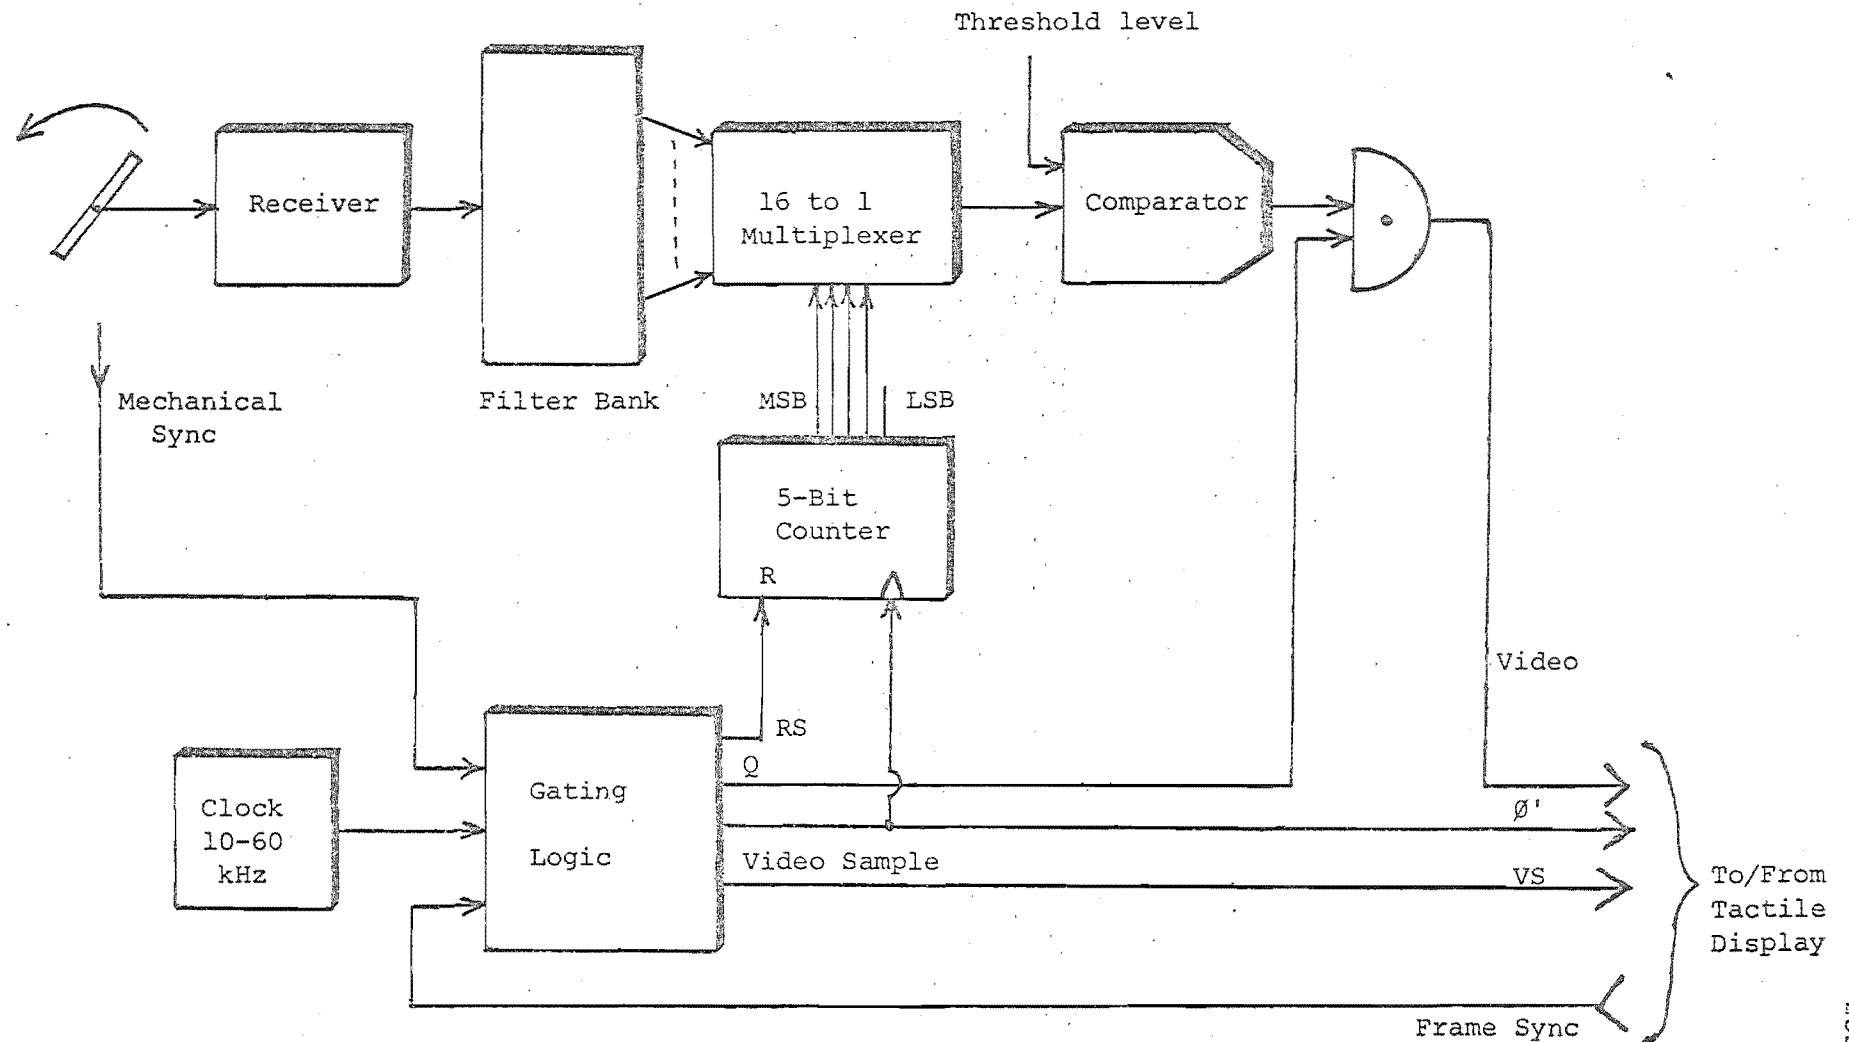 Threshold level
Receiver
16 to 1
Multiplexer
Comparator
Mechanical
Sync
Filter Bank
MSB
LSB
5-Bit
Counter
R
Video
RS
Q
Clock
10-60
kHz
Gating
Logic
Ø'
Video Sample
VS
To/From
Tactile
Display
Frame Sync